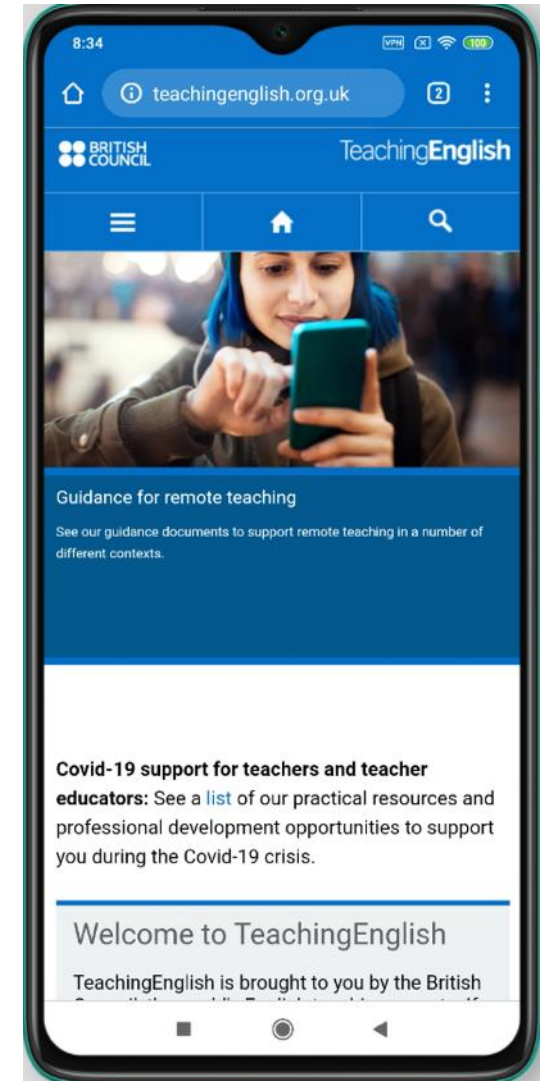 8:34
VPN
100
teachingenglish.org.uk
2
BRITISH
COUNCIL
TeachingEnglish
Guidance for remote teaching
See our guidance documents to support remote teaching in a number of
different contexts.
Covid-19 support for teachers and teacher
educators: See a list of our practical resources and
professional development opportunities to support
you during the Covid-19 crisis.
Welcome to TeachingEnglish
TeachingEnglish is brought to you by the British